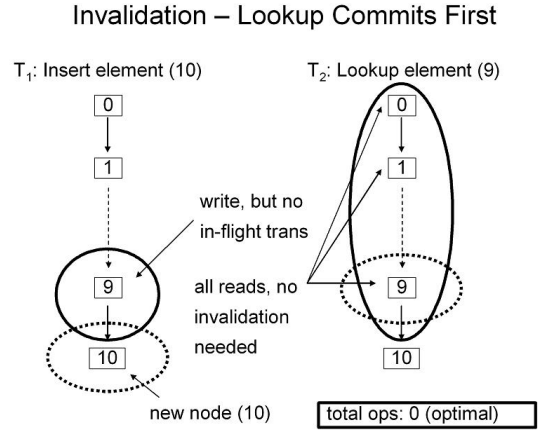 Invalidation – Lookup Commits First
T1: Insert element (10)
T2: Lookup element (9)
0
0
1
1
write, but no
in-flight trans
9
all reads, no
9
invalidation
needed
10
10
new node (10)
total ops: 0 (optimal)